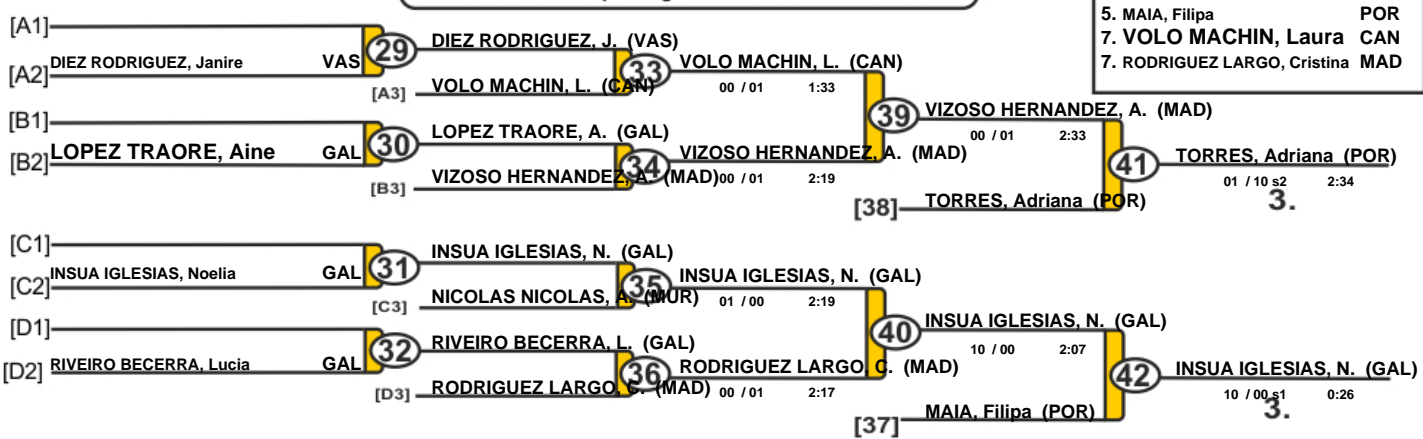 5. MAIA, Filipa POR
7. VOLO MACHIN, Laura CAN
7. RODRIGUEZ LARGO, Cristina MAD
[A1]
[A2] DIEZ RODRIGUEZ, Janire VAS
29
DIEZ RODRIGUEZ, J. (VAS)
[A3] VOLO MACHIN, L. (CAN)
33
VOLO MACHIN, L. (CAN)
00 / 01 1:33
[B1]
[B2] LOPEZ TRAORE, Aine GAL
30
LOPEZ TRAORE, A. (GAL)
[B3] VIZOSO HERNANDEZ, A. (MAD)
34
VIZOSO HERNANDEZ, A. (MAD)
00 / 01 2:19
39
VIZOSO HERNANDEZ, A. (MAD)
00 / 01 2:33
[38] TORRES, Adriana (POR)
41
TORRES, Adriana (POR)
01 / 10 s2 2:34
3.
[C1]
[C2] INSUA IGLESIAS, Noelia GAL
31
INSUA IGLESIAS, N. (GAL)
[C3] NICOLAS NICOLAS, A. (MUR)
35
INSUA IGLESIAS, N. (GAL)
01 / 00 2:19
[D1]
[D2] RIVEIRO BECERRA, Lucia GAL
32
RIVEIRO BECERRA, L. (GAL)
[D3] RODRIGUEZ LARGO, C. (MAD)
36
RODRIGUEZ LARGO, C. (MAD)
00 / 01 2:17
40
INSUA IGLESIAS, N. (GAL)
10 / 00 2:07
[37] MAIA, Filipa (POR)
42
INSUA IGLESIAS, N. (GAL)
10 / 00 s1 0:26
3.